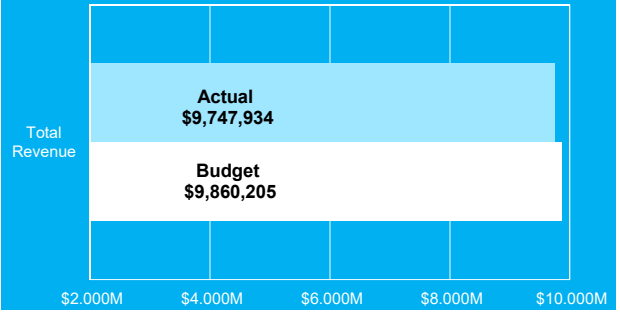 Actual
$9,747,934
Total
Revenue
Budget
$9,860,205
$2.000M $4.000M $6.000M $8.000M $10.000M